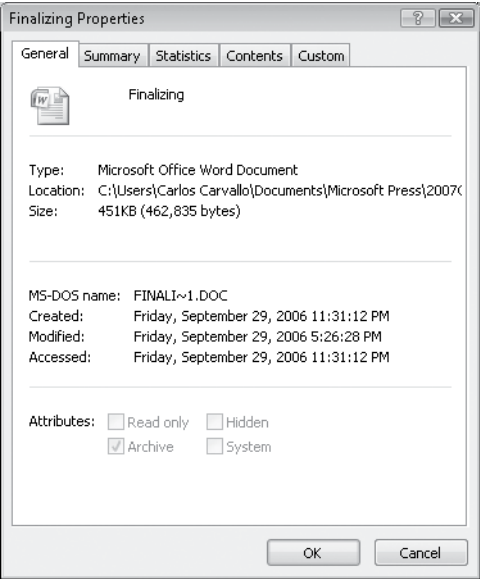 Finalizing Properties
General Summary Statistics Contents Custom
Finalizing
Type: Microsoft Office Word Document
Location: C:\Users\Carlos Carvallo\Documents\Microsoft Press\2007
Size: 451KB (462,835 bytes)
MS-DOS name: FINALI~1.DOC
Created: Friday, September 29, 2006 11:31:12 PM
Modified: Friday, September 29, 2006 5:26:28 PM
Accessed: Friday, September 29, 2006 11:31:12 PM
Attributes: Read only Hidden
Archive System
OK Cancel